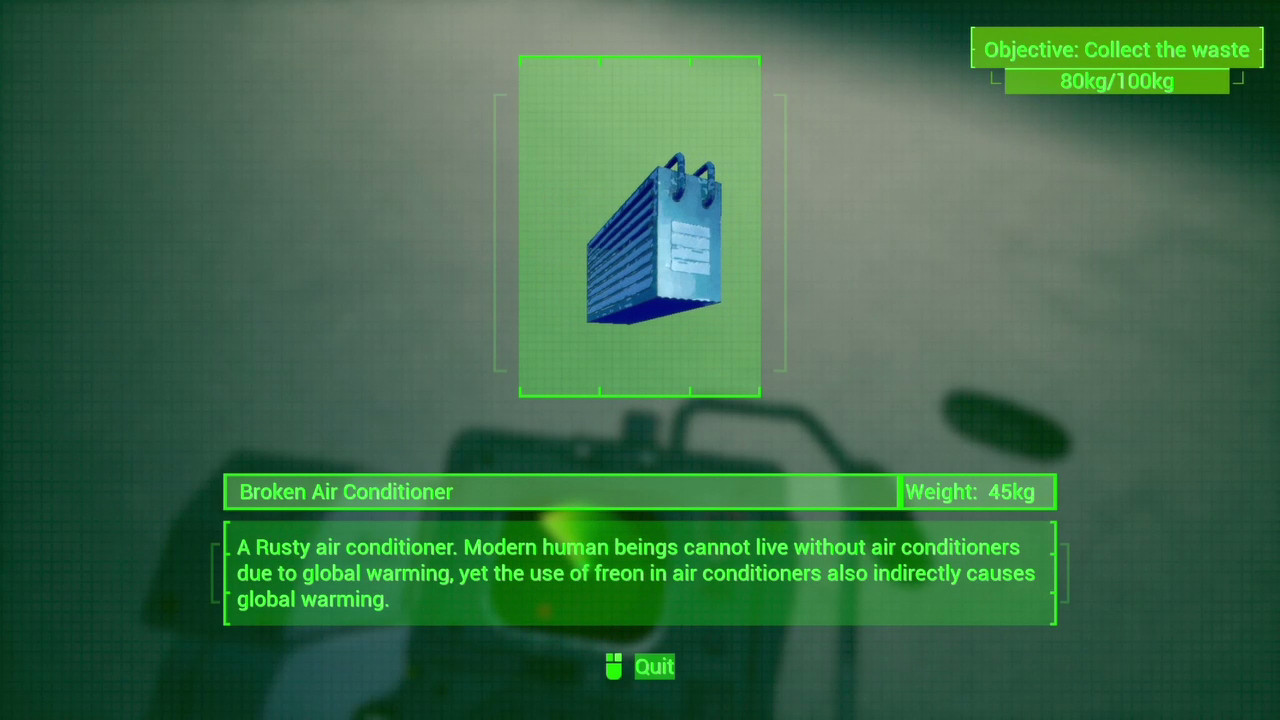 Objective: Collect the waste
80kg/100kg
Broken Air Conditioner
Weight: 45kg
A Rusty air conditioner. Modern human beings cannot live without air conditioners
due to global warming, yet the use of freon in air conditioners also indirectly causes
global warming.
Quit